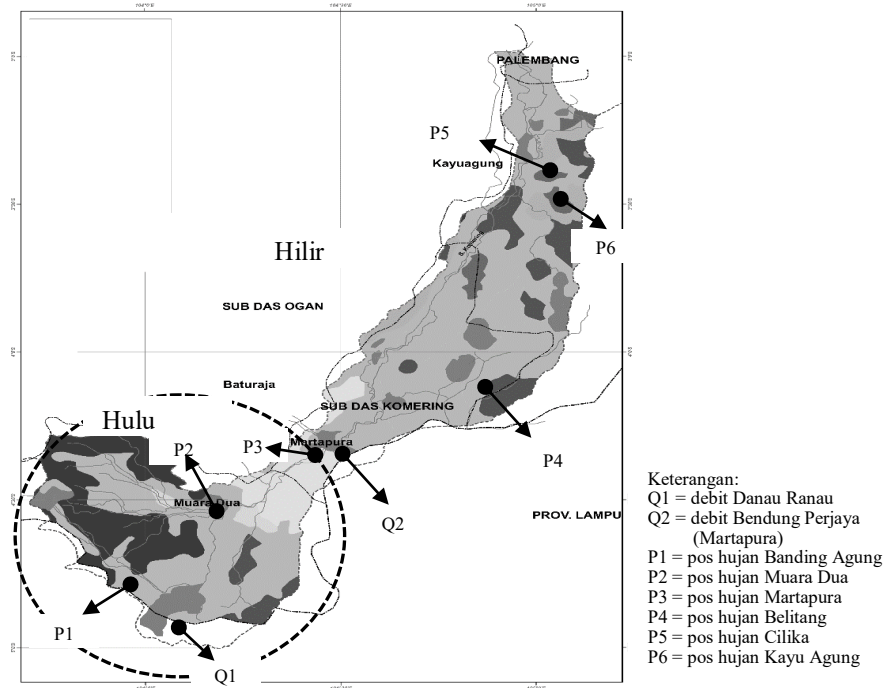 PALEMBANG
P5
Kayuagung
P6
Hilir
SUB DAS OGAN
Baturaja
SUB DAS KOMERING
Hulu
P2
P3
Martapura
P4
Muara Dua
Q2
PROV. LAMPU
P1
Q1
Keterangan:
Q1 = debit Danau Ranau
Q2 = debit Bendung Perjaya
(Martapura)
P1 = pos hujan Banding Agung
P2 = pos hujan Muara Dua
P3 = pos hujan Martapura
P4 = pos hujan Belitang
P5 = pos hujan Cilika
P6 = pos hujan Kayu Agung